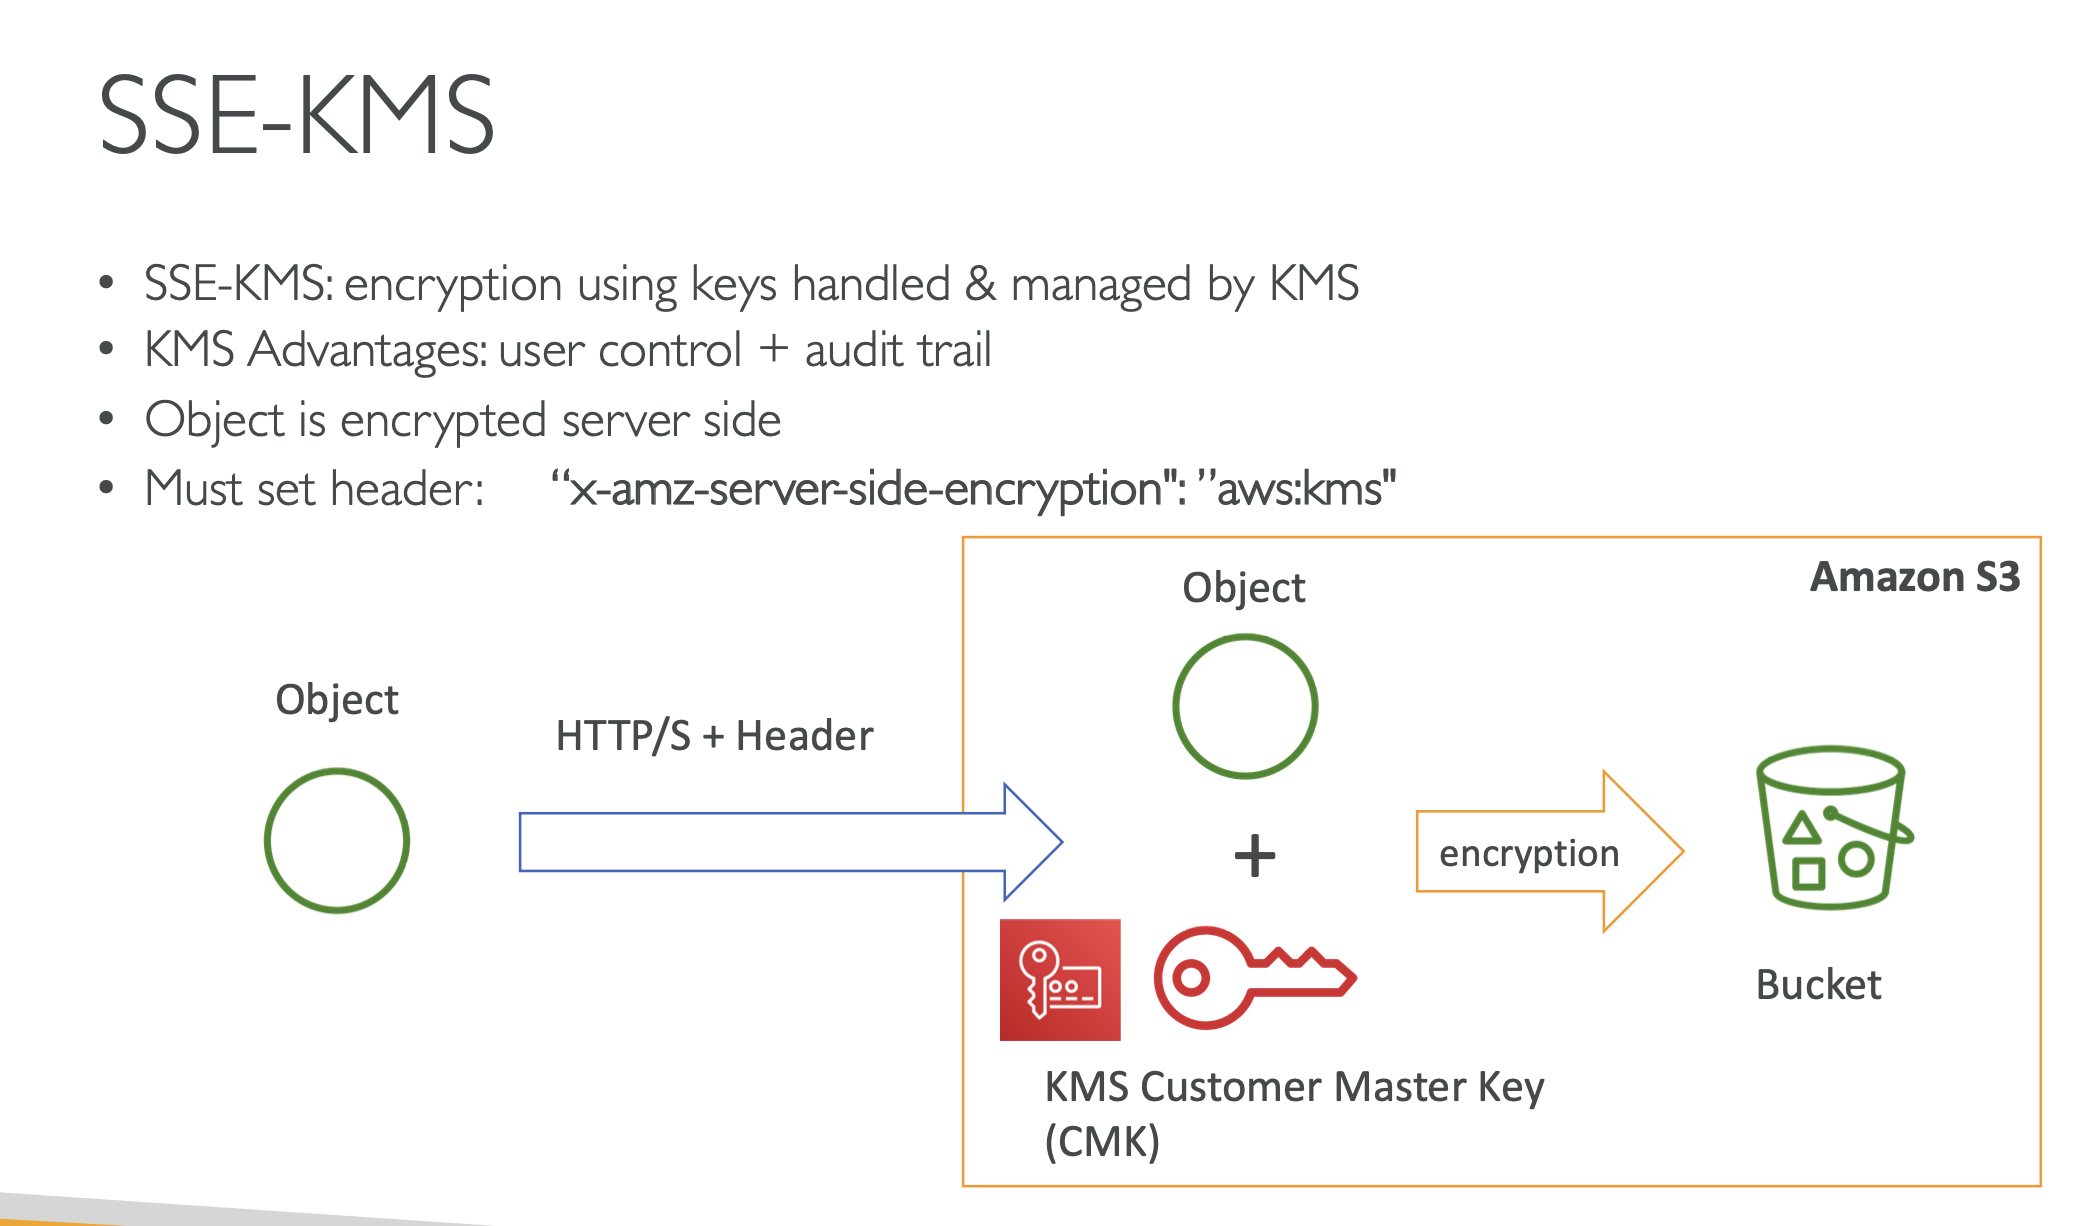 SSE-KMS
• SSE-KMS: encryption using keys handled & managed by KMS
• KMS Advantages: user control + audit trail
• Object is encrypted server side
• Must set header: “x-amz-server-side-encryption": ”aws:kms"
Amazon S3
Object
Object
HTTP/S + Header
+
encryption
Bucket
KMS Customer Master Key
(CMK)